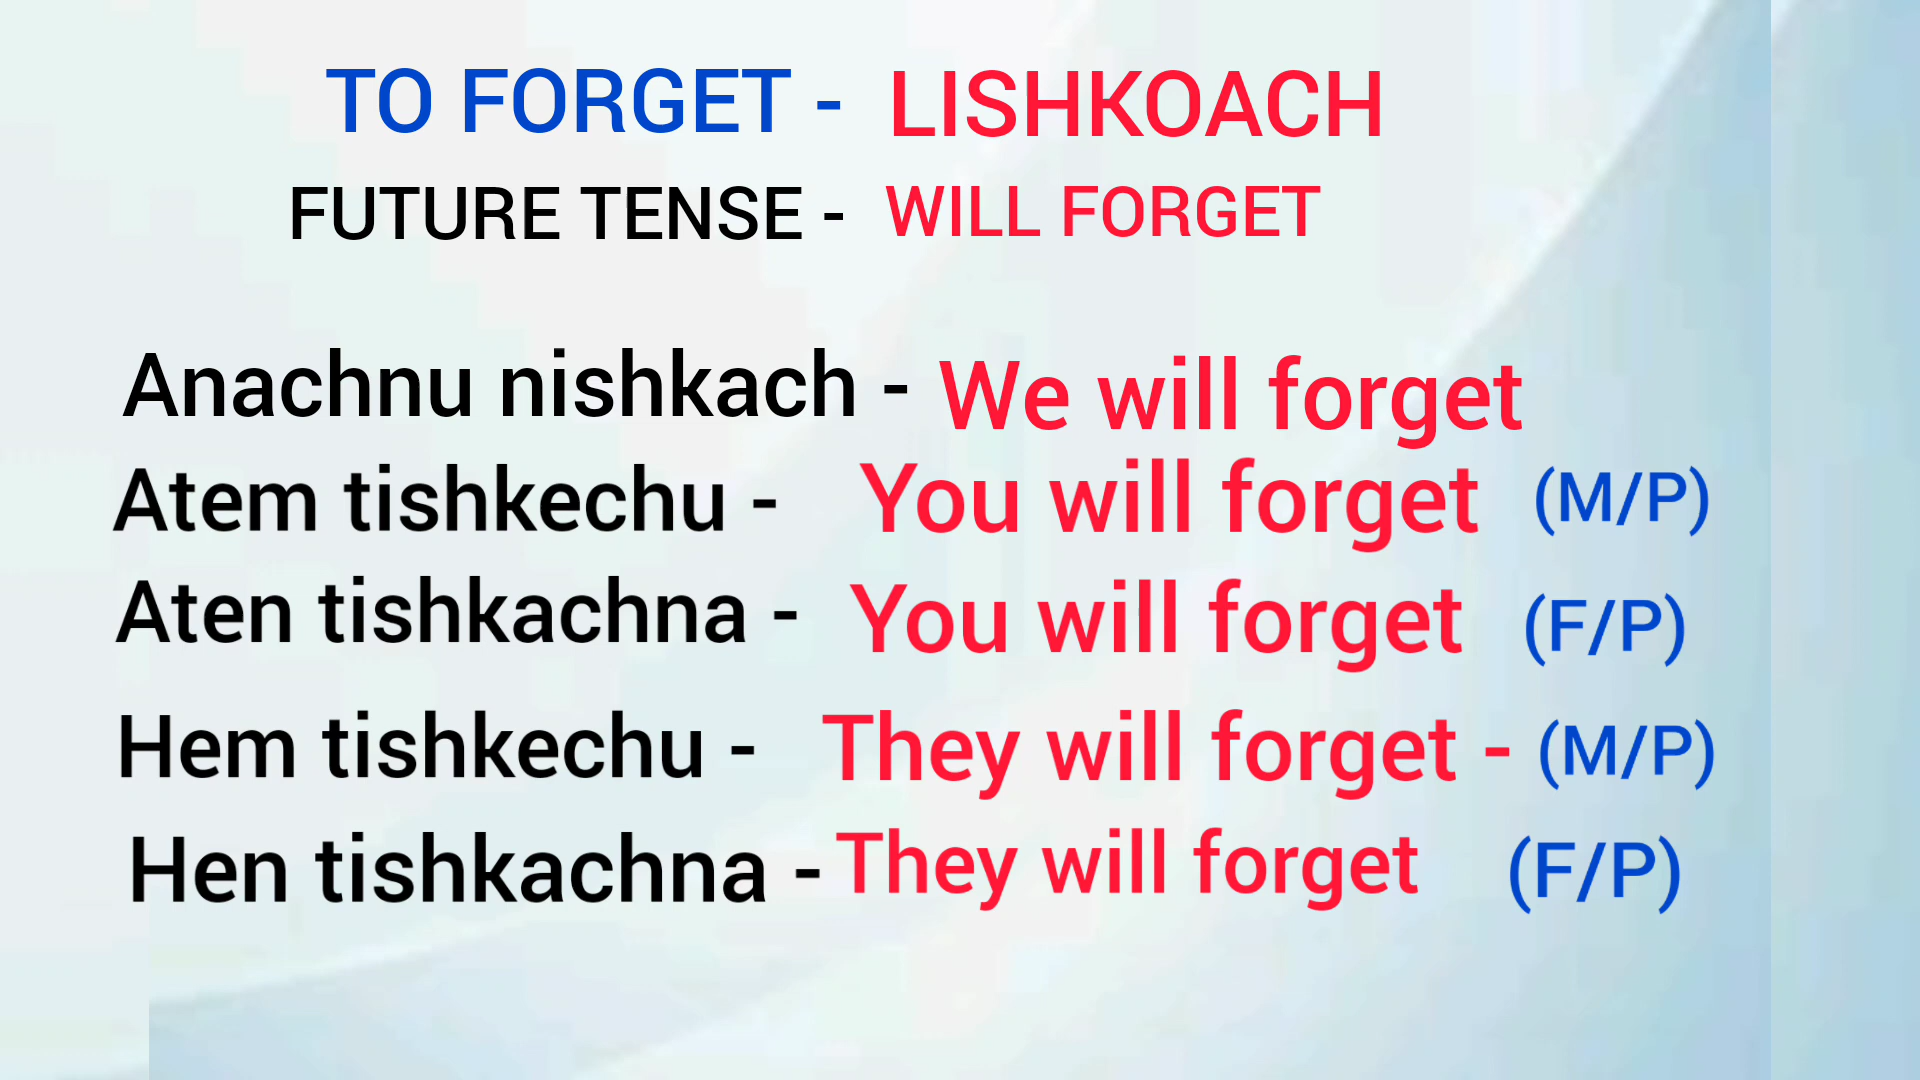 TO FORGET - LISHKOACH
FUTURE TENSE - WILL FORGET
Anachnu nishkach - We will forget
Atem tishkechu - You will forget (M/P)
Aten tishkachna - You will forget (F/P)
Hem tishkechu - They will forget - (M/P)
Hen tishkachna - They will forget (F/P)